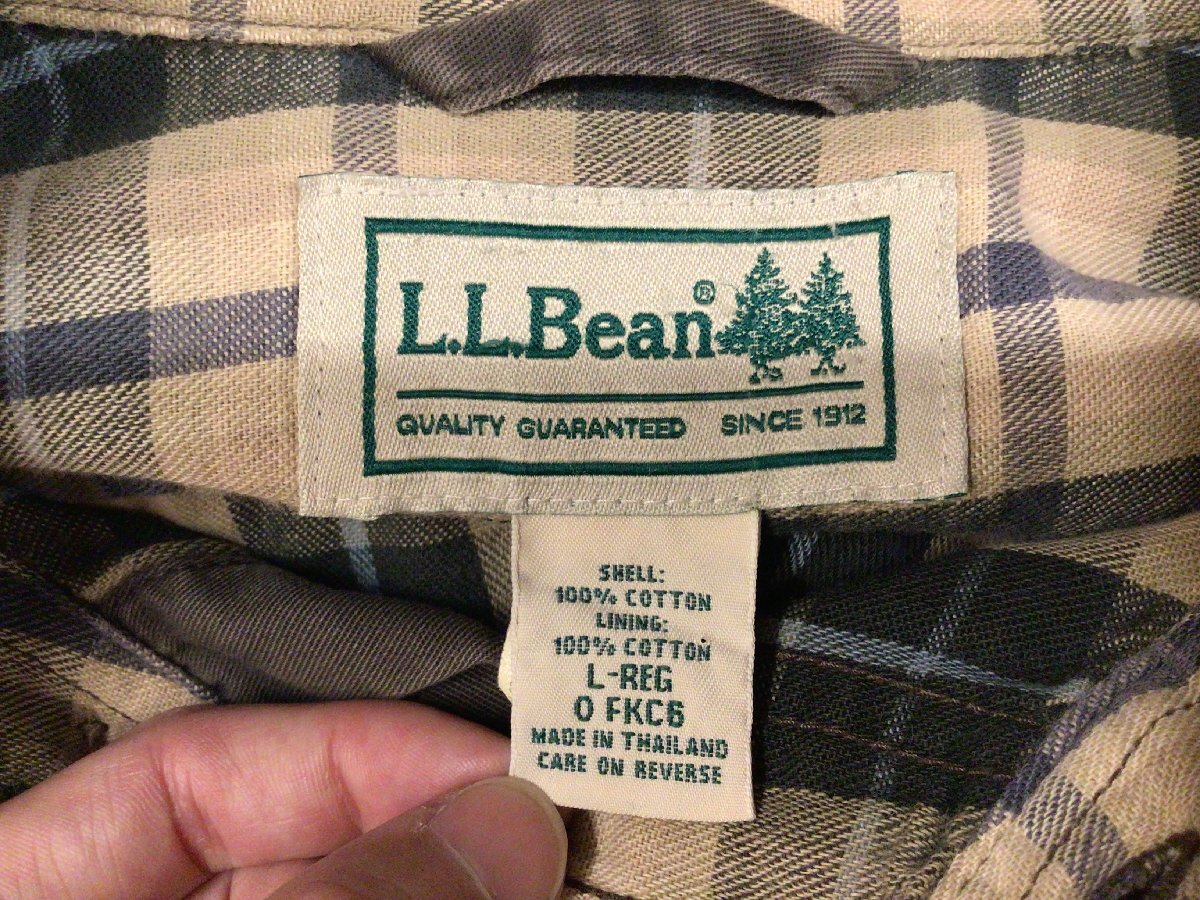 L.L.Bean®
QUALITY GUARANTEED SINCE 1912
SHELL:
100% COTTON
LINING:
100% COTTON
L-REG
0 FKC6
MADE IN THAILAND
CARE ON REVERSE